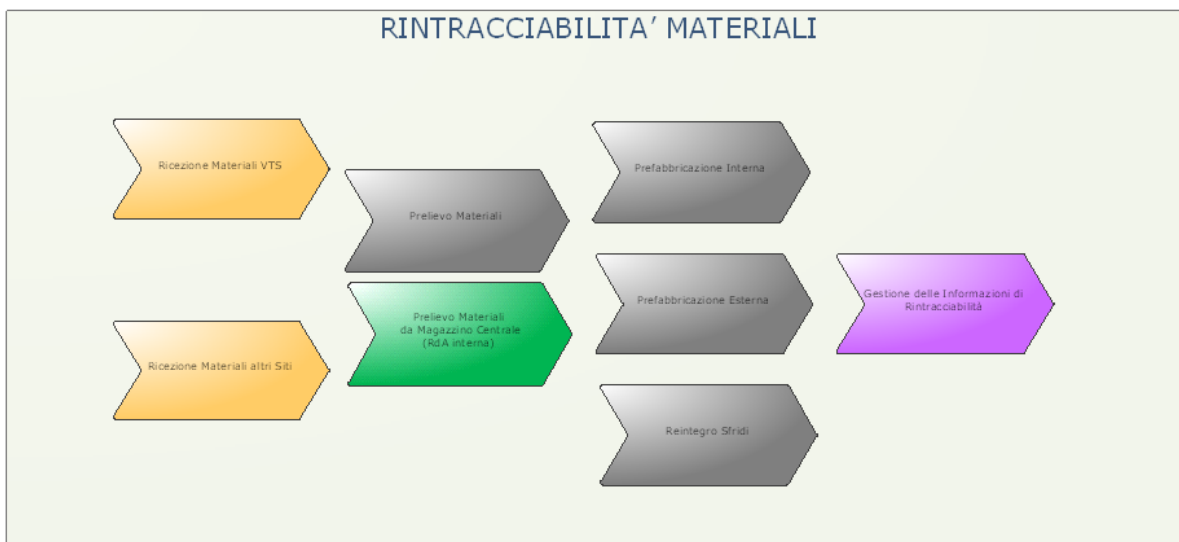 RINTRACCIABILITA’ MATERIALI
Ricezione Materiali VTS
Prelievo Materiali
Prefabbricazione Interna
Prelievo Materiali
da Magazzino Centrale
(RdA interna)
Prefabbricazione Esterna
Gestione delle Informazioni di
Rintracciabilità
Ricezione Materiali altri Siti
Reintegro Sfridi